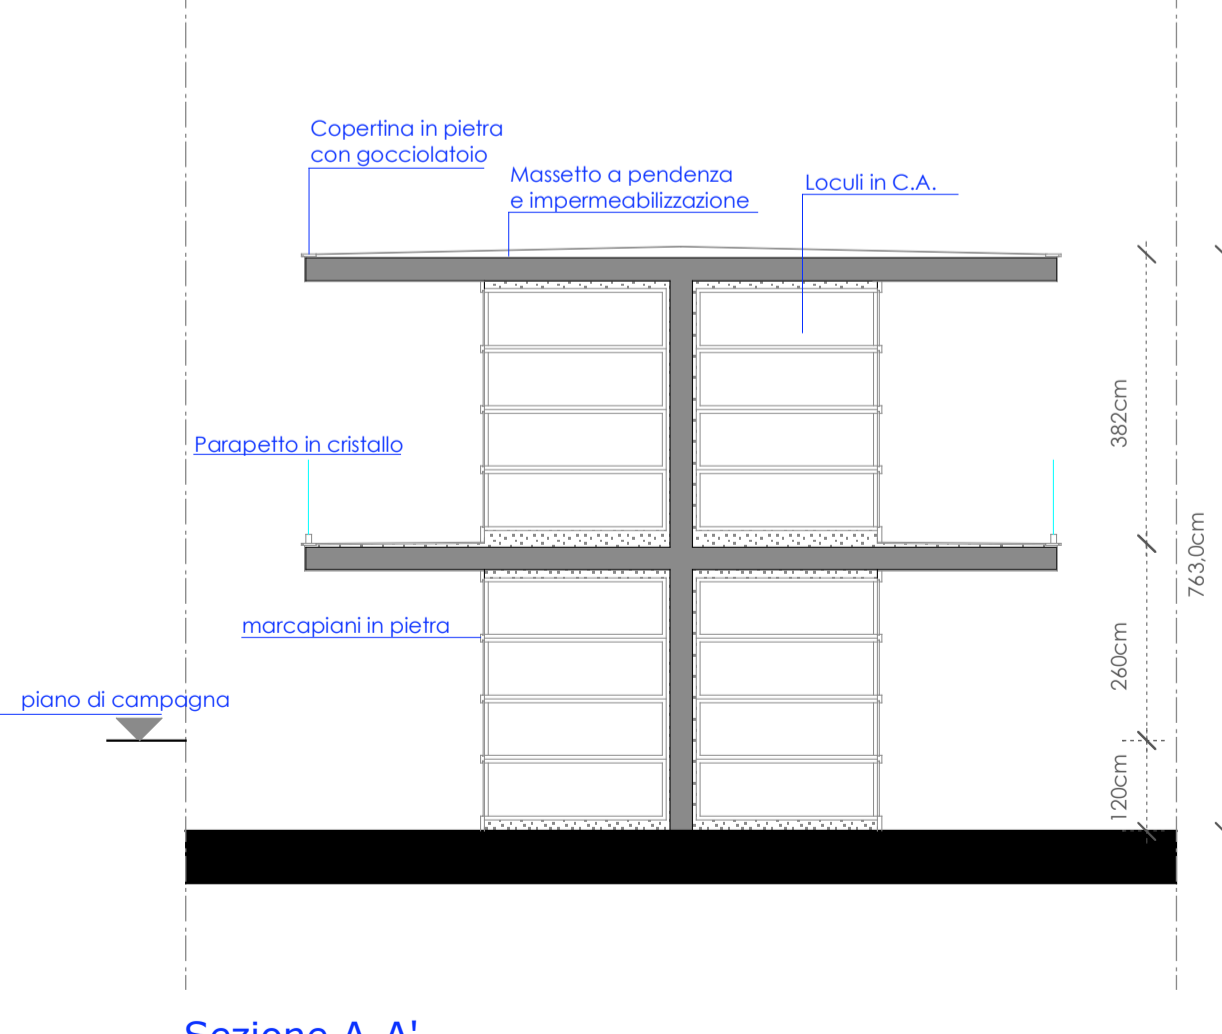 Copertina in pietra
con gocciolatoio
Massetto a pendenza
e impermeabilizzazione
Loculi in C.A.
Parapetto in cristallo
382cm
763,0cm
marcapiani in pietra
260cm
piano di campagna
120cm
Sezione A-A'